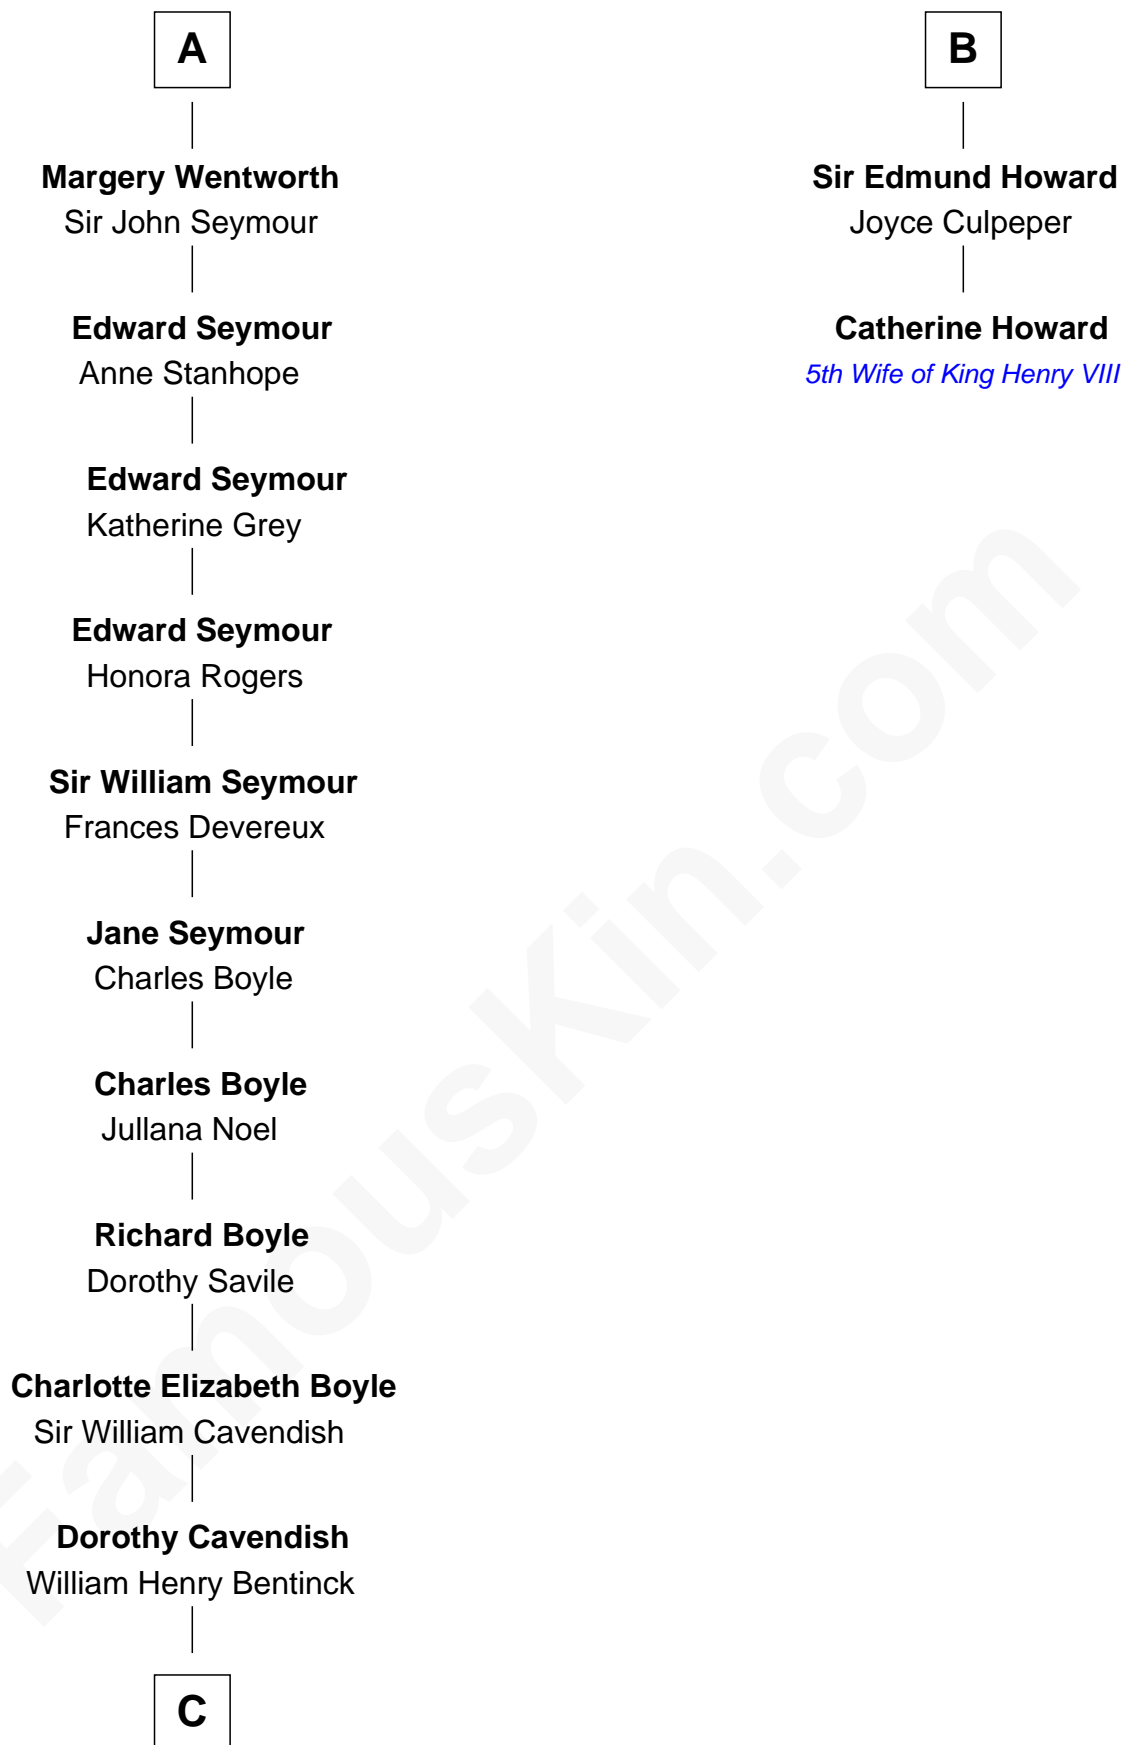 A
Margery Wentworth
Sir John Seymour
Edward Seymour
Anne Stanhope
Edward Seymour
Katherine Grey
Edward Seymour
Honora Rogers
Sir William Seymour
Frances Devereux
Jane Seymour
Charles Boyle
Charles Boyle
Jullana Noel
Richard Boyle
Dorothy Savile
Charlotte Elizabeth Boyle
Sir William Cavendish
Dorothy Cavendish
William Henry Bentinck
C
B
Sir Edmund Howard
Joyce Culpeper
Catherine Howard
5th Wife of King Henry VIII
FamousKin.com